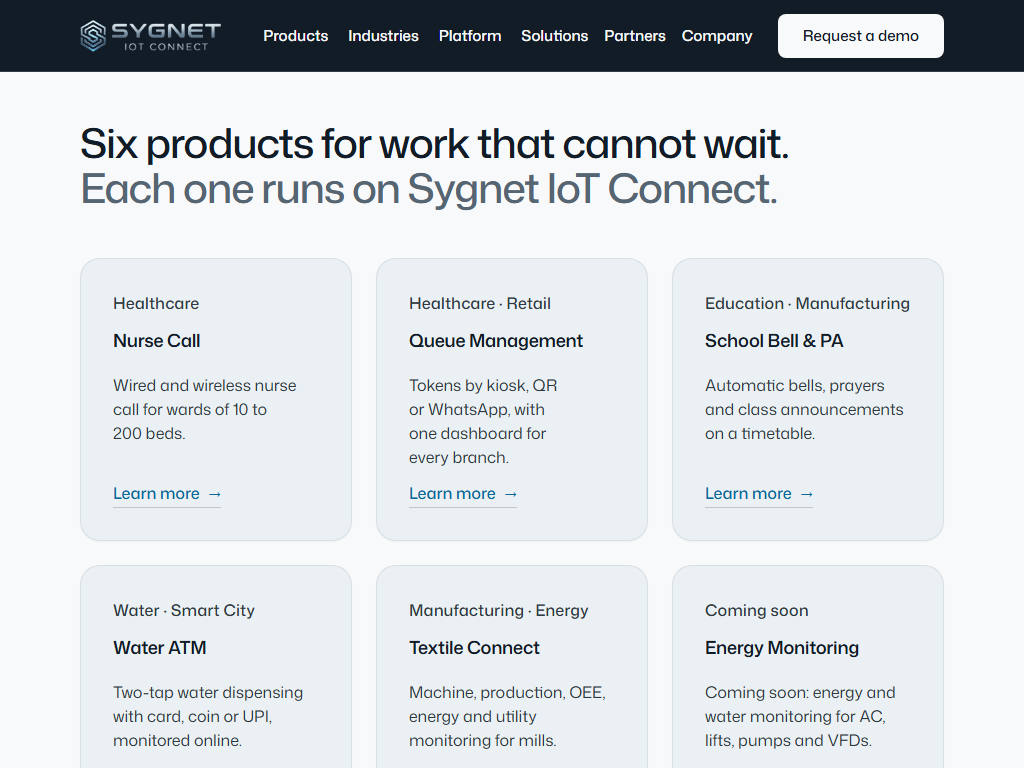 SYGNET
IOT CONNECT
Products Industries Platform Solutions Partners Company Request a demo
Six products for work that cannot wait.
Each one runs on Sygnet IoT Connect.
Healthcare
Nurse Call
Wired and wireless nurse
call for wards of 10 to
200 beds.
Learn more →
Healthcare · Retail
Queue Management
Tokens by kiosk, QR
or WhatsApp, with
one dashboard for
every branch.
Learn more →
Education · Manufacturing
School Bell & PA
Automatic bells, prayers
and class announcements
on a timetable.
Learn more →
Water · Smart City
Water ATM
Two-tap water dispensing
with card, coin or UPI,
monitored online.
Manufacturing · Energy
Textile Connect
Machine, production, OEE,
energy and utility
monitoring for mills.
Coming soon
Energy Monitoring
Coming soon: energy and
water monitoring for AC,
lifts, pumps and VFDs.